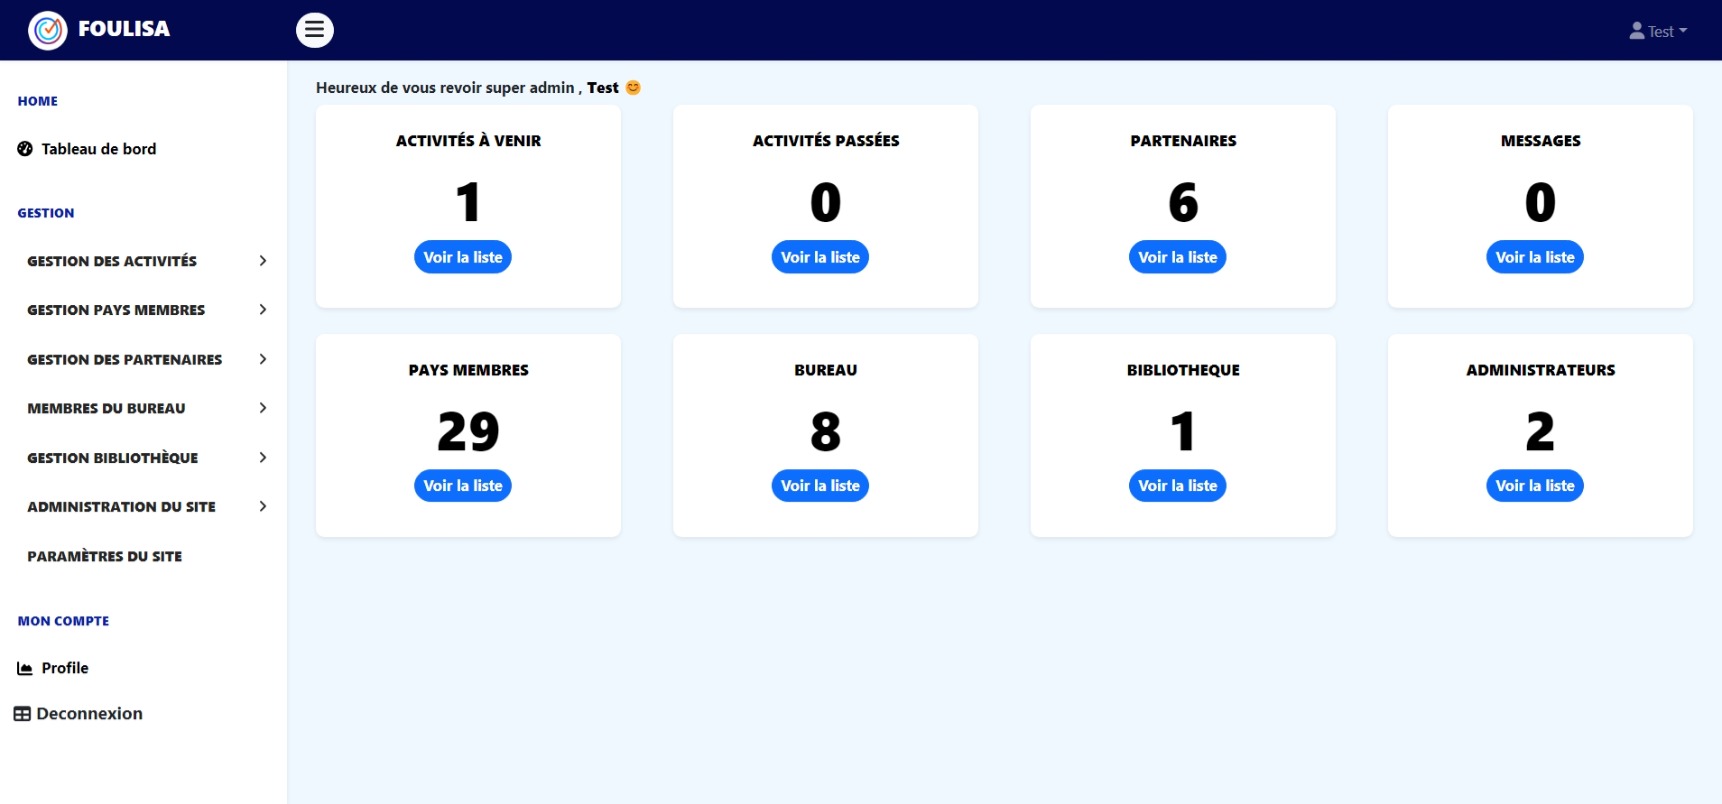 FOULISA
Test
HOME
Tableau de bord
GESTION
GESTION DES ACTIVITÉS
GESTION PAYS MEMBRES
GESTION DES PARTENAIRES
MEMBRES DU BUREAU
GESTION BIBLIOTHÈQUE
ADMINISTRATION DU SITE
PARAMÈTRES DU SITE
MON COMPTE
Profile
Deconnexion
Heureux de vous revoir super admin , Test 😊
ACTIVITÉS À VENIR
1
Voir la liste
ACTIVITÉS PASSÉES
0
Voir la liste
PARTENAIRES
6
Voir la liste
MESSAGES
0
Voir la liste
PAYS MEMBRES
29
Voir la liste
BUREAU
8
Voir la liste
BIBLIOTHEQUE
1
Voir la liste
ADMINISTRATEURS
2
Voir la liste